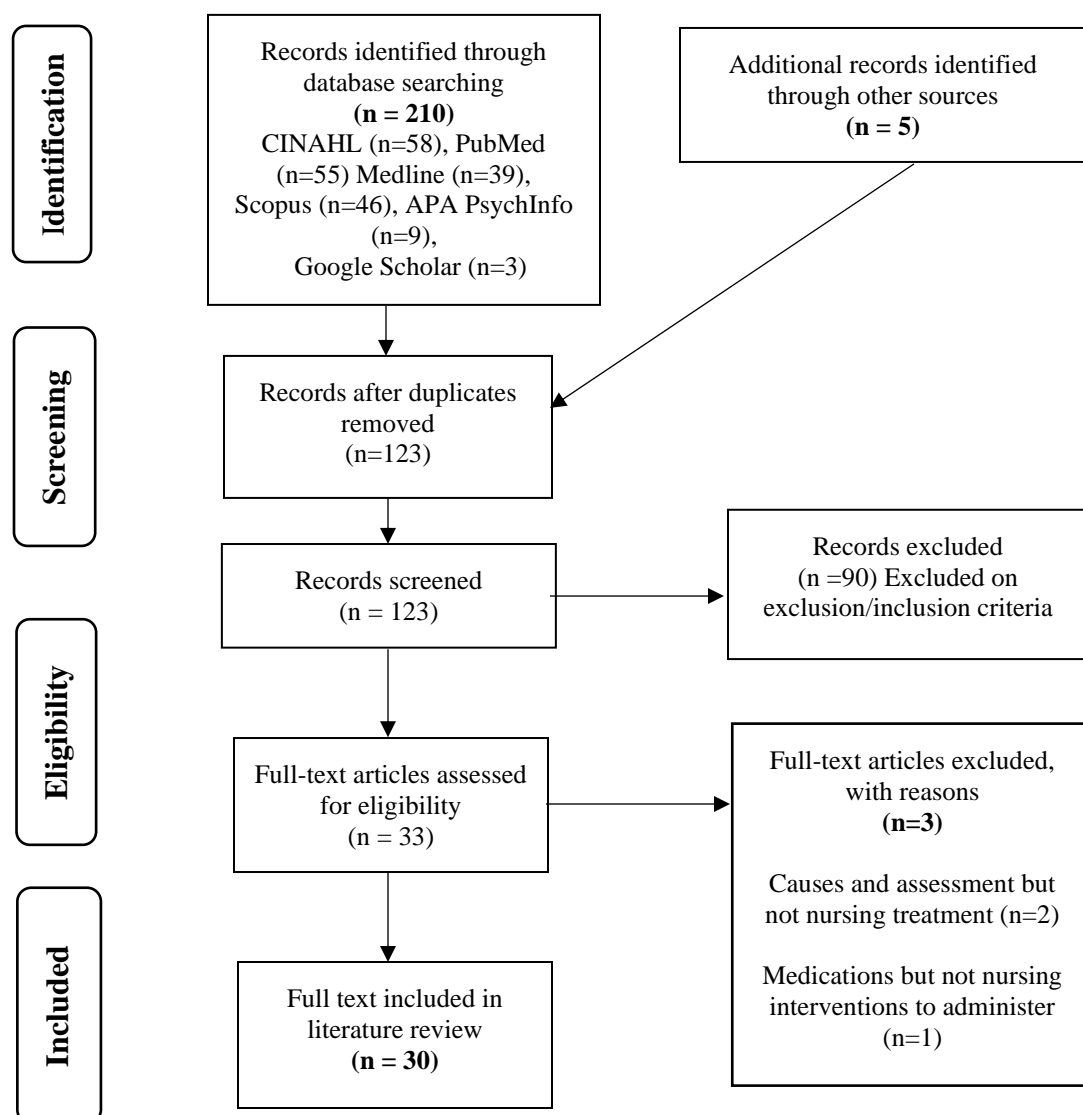 Identification
Records identified through
database searching
(n = 210)
CINAHL (n=58), PubMed
(n=55) Medline (n=39),
Scopus (n=46), APA PsychInfo
(n=9),
Google Scholar (n=3)
Additional records identified
through other sources
(n = 5)
Screening
Records after duplicates
removed
(n=123)
Records screened
(n = 123)
Records excluded
(n =90) Excluded on
exclusion/inclusion criteria
Eligibility
Full-text articles assessed
for eligibility
(n = 33)
Full-text articles excluded,
with reasons
(n=3)
Causes and assessment but
not nursing treatment (n=2)
Medications but not nursing
interventions to administer
(n=1)
Included
Full text included in
literature review
(n = 30)